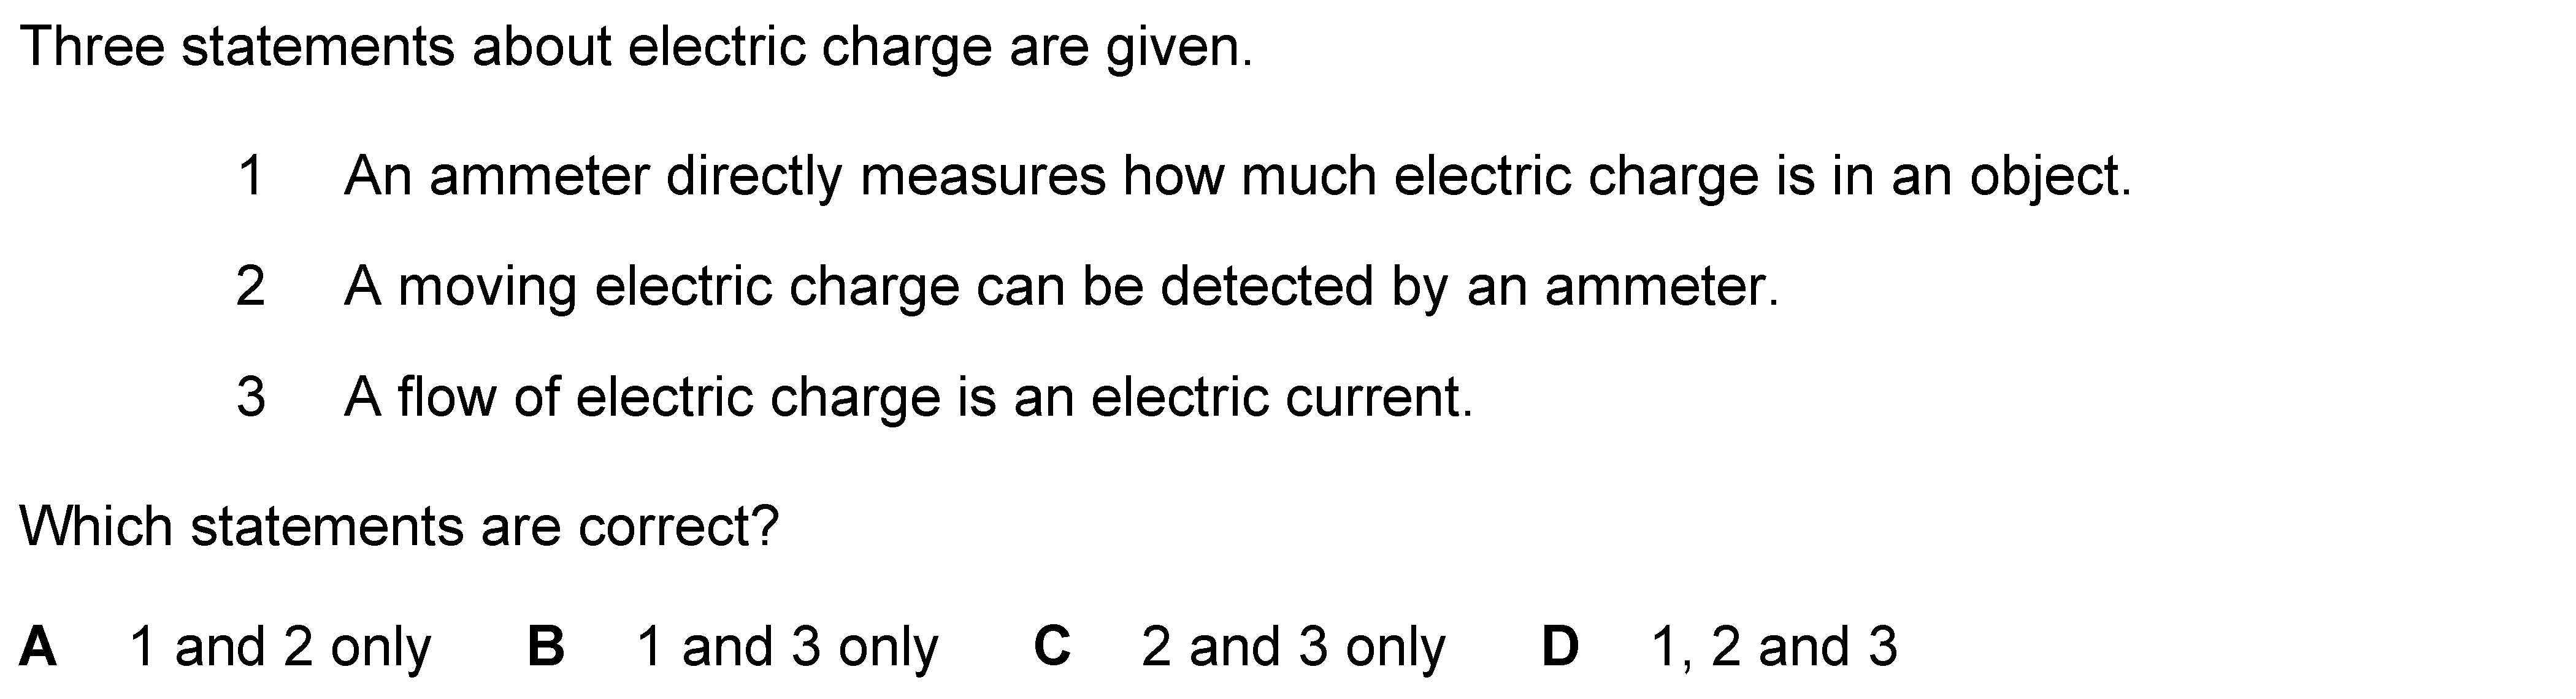 Three statements about electric charge are given.
1 An ammeter directly measures how much electric charge is in an object.
2 A moving electric charge can be detected by an ammeter.
3 A flow of electric charge is an electric current.
Which statements are correct?
A 1 and 2 only B 1 and 3 only C 2 and 3 only D 1, 2 and 3